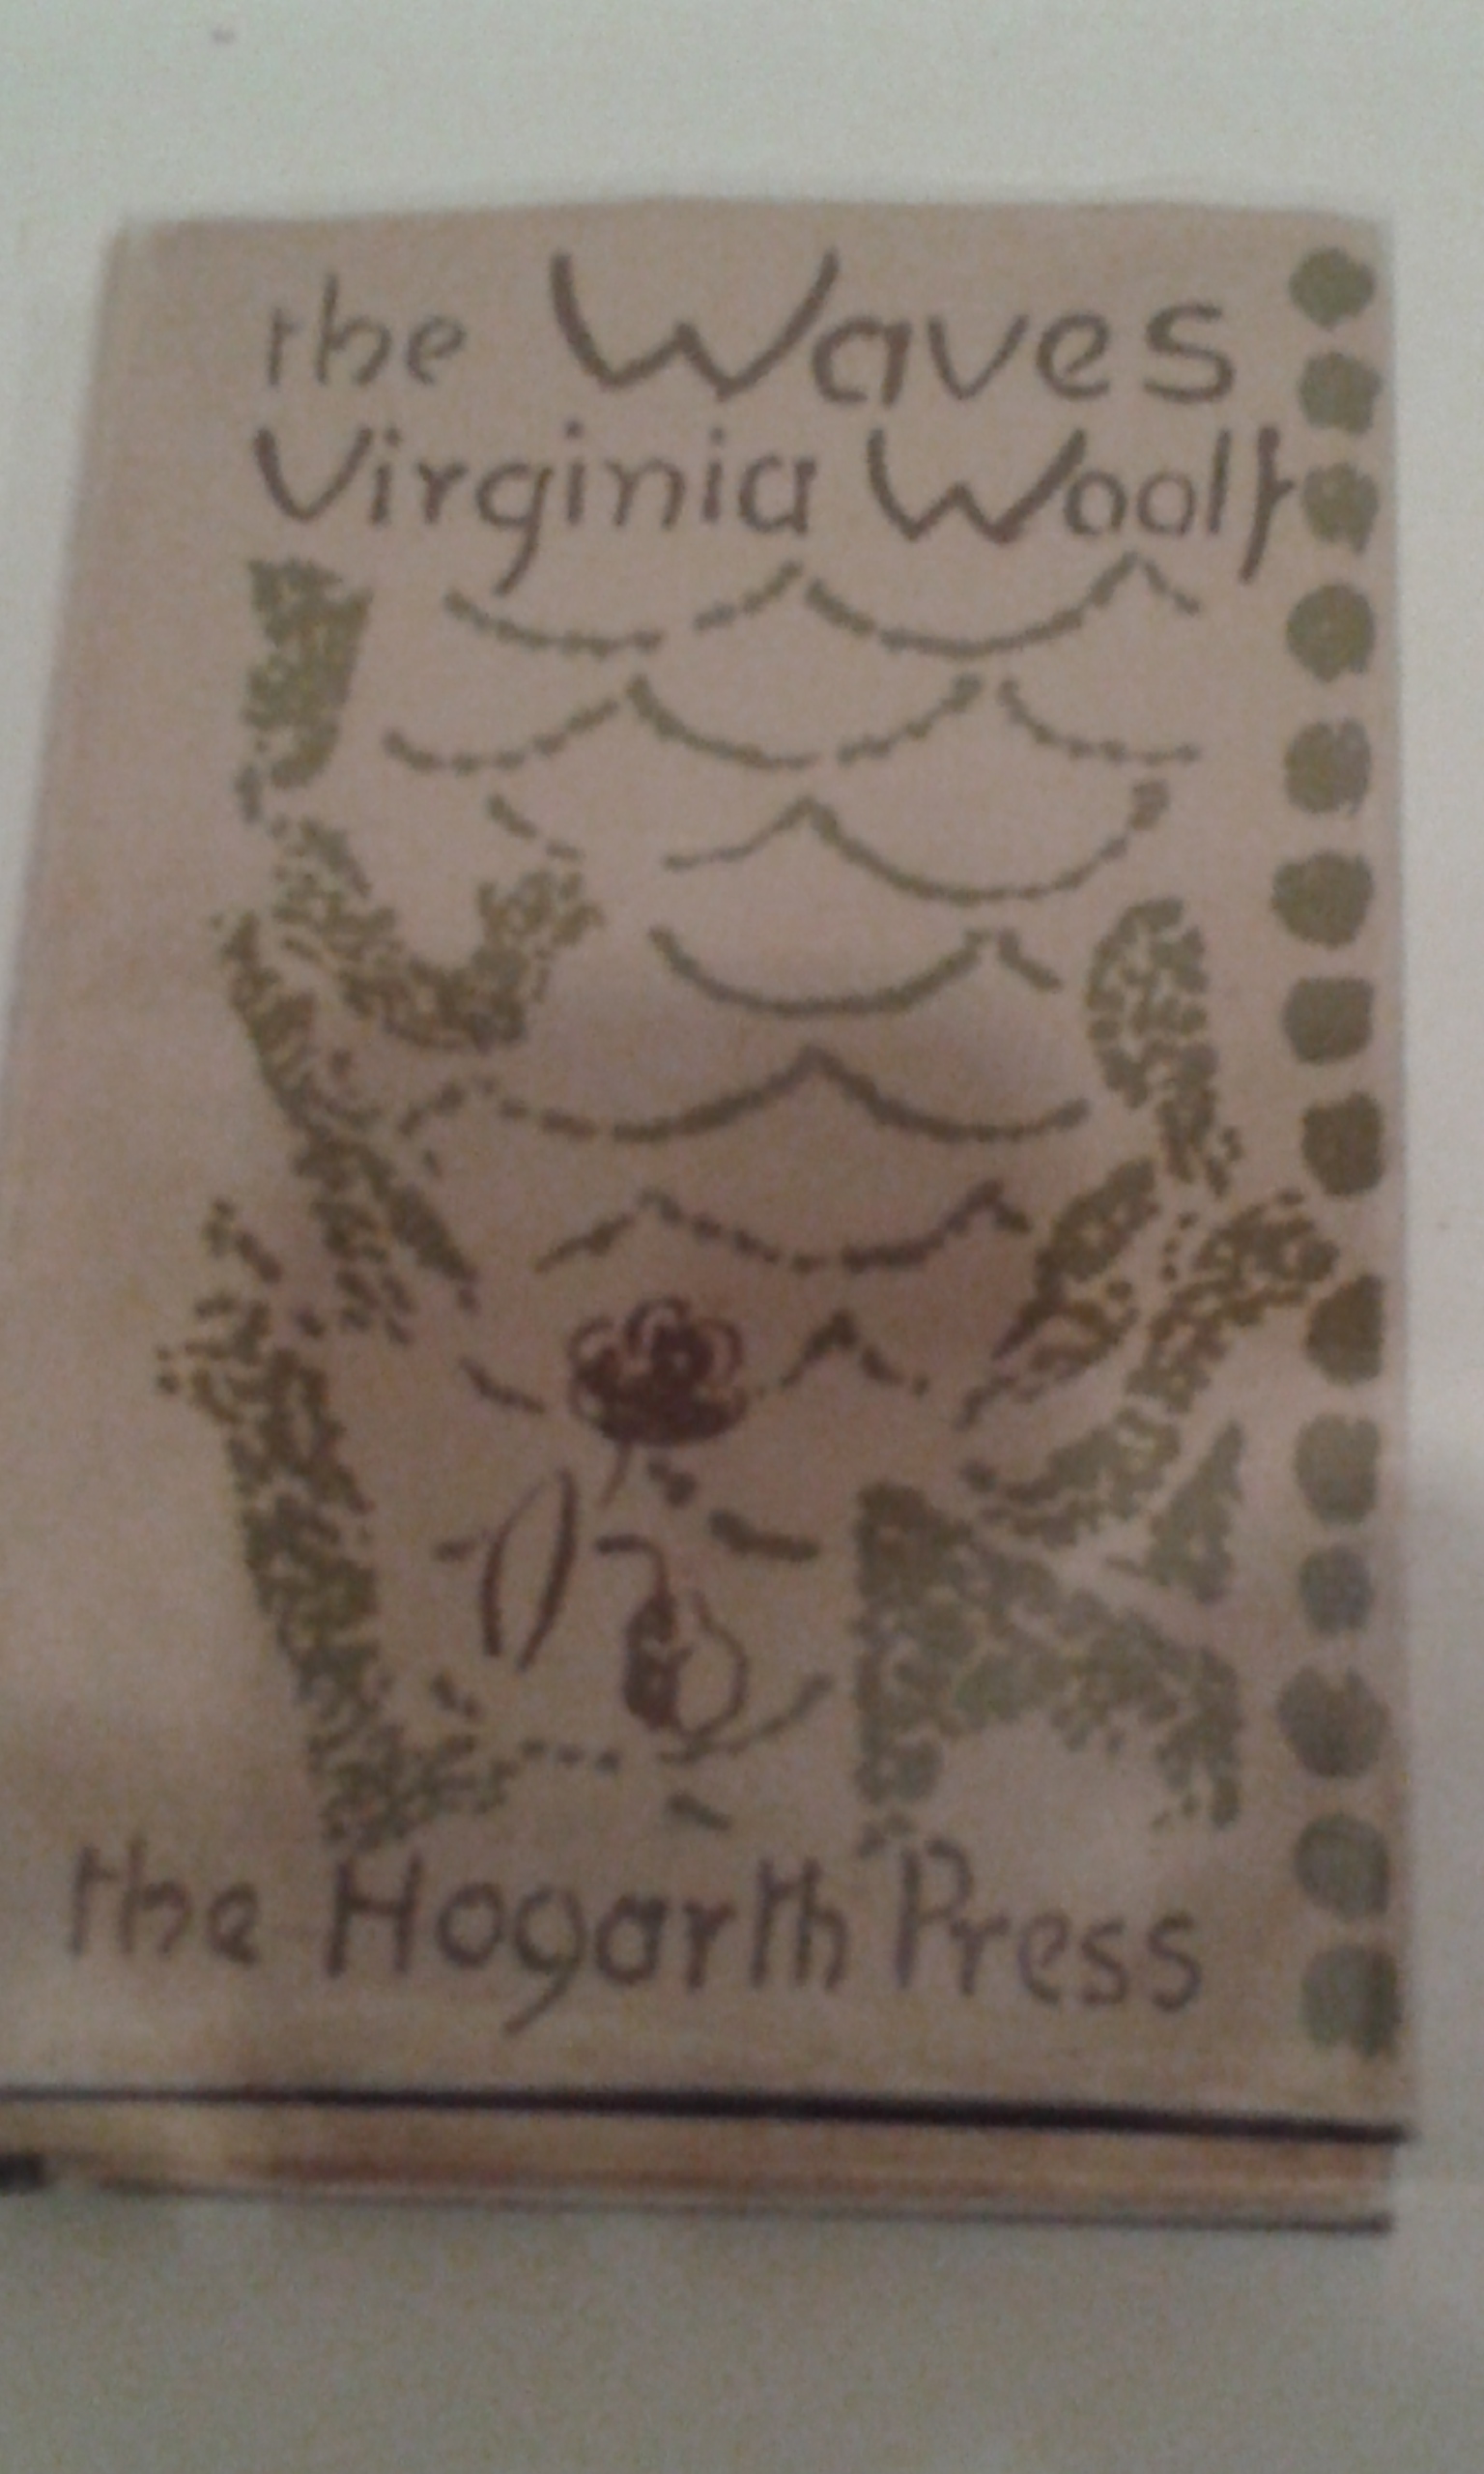 the Waves
Virginia Woolf
the Hogarth Press